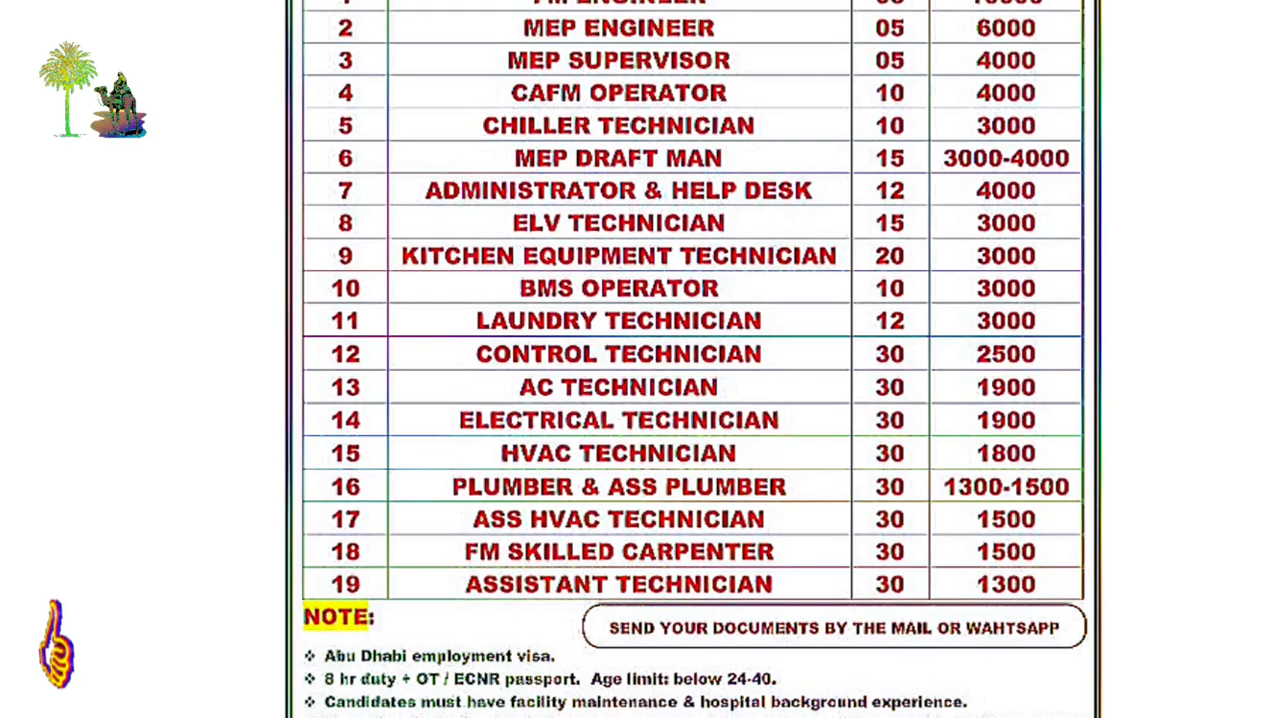 2 MEP ENGINEER 05 6000
3 MEP SUPERVISOR 05 4000
4 CAFM OPERATOR 10 4000
5 CHILLER TECHNICIAN 10 3000
6 MEP DRAFT MAN 15 3000-4000
7 ADMINISTRATOR & HELP DESK 12 4000
8 ELV TECHNICIAN 15 3000
9 KITCHEN EQUIPMENT TECHNICIAN 20 3000
10 BMS OPERATOR 10 3000
11 LAUNDRY TECHNICIAN 12 3000
12 CONTROL TECHNICIAN 30 2500
13 AC TECHNICIAN 30 1900
14 ELECTRICAL TECHNICIAN 30 1900
15 HVAC TECHNICIAN 30 1800
16 PLUMBER & ASS PLUMBER 30 1300-1500
17 ASS HVAC TECHNICIAN 30 1500
18 FM SKILLED CARPENTER 30 1500
19 ASSISTANT TECHNICIAN 30 1300
NOTE:
SEND YOUR DOCUMENTS BY THE MAIL OR WAHTSAPP
❖ Abu Dhabi employment visa.
❖ 8 hr duty + OT / ECNR passport. Age limit: below 24-40.
❖ Candidates must have facility maintenance & hospital background experience.